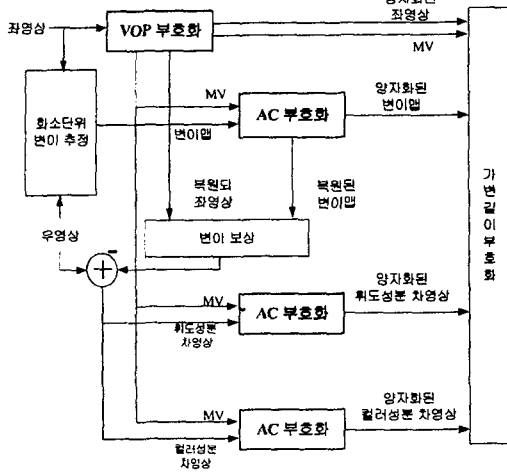 양자화된
좌영상
좌영상
VOP 부호화
MV
MV
양자화된
변이맵
화소단위
변이 추정
변이맵
AC 부호화
복원되
좌영상
복원된
변이맵
가변길이부호화
우영상
변이 보상
-
+
양자화된
휘도성분 차영상
MV
AC 부호화
휘도성분
차영상
양자화된
컬러성분 차영상
MV
AC 부호화
컬러성분
차영상